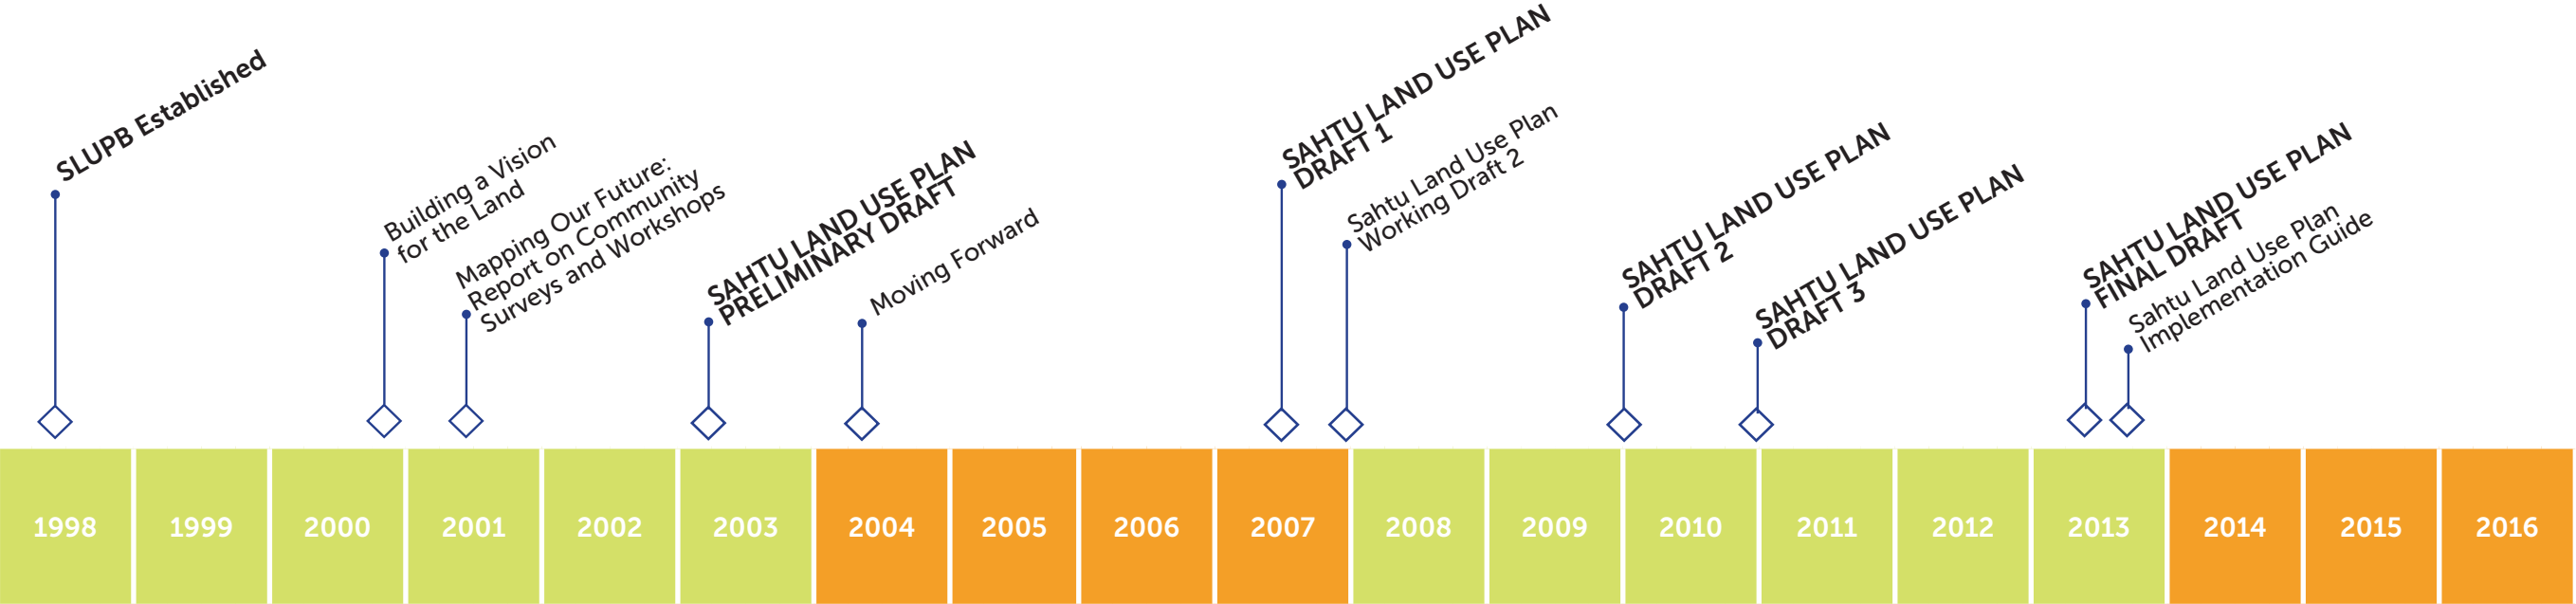 SLUPB Established
Building a Vision
for the Land
Mapping Our Future:
Report on Community
Surveys and Workshops
SAHTU LAND USE PLAN
PRELIMINARY DRAFT
Moving Forward
SAHTU LAND USE PLAN
DRAFT 1
Sahtu Land Use Plan
Working Draft 2
SAHTU LAND USE PLAN
DRAFT 2
SAHTU LAND USE PLAN
DRAFT 3
SAHTU LAND USE PLAN
FINAL DRAFT
Sahtu Land Use Plan
Implementation Guide
1998 1999 2000 2001 2002 2003 2004 2005 2006 2007 2008 2009 2010 2011 2012 2013 2014 2015 2016